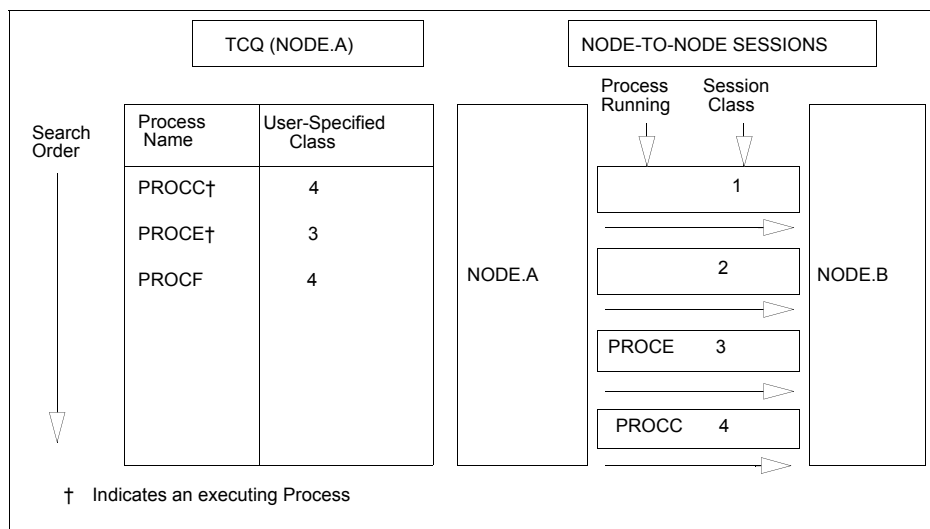 TCQ (NODE.A)
NODE-TO-NODE SESSIONS
Process Running
Session Class
Search Order
Process Name
User-Specified Class
PROCC† 4
PROCE† 3
PROCF 4
NODE.A
1
2
PROCE 3
PROCC 4
NODE.B
† Indicates an executing Process